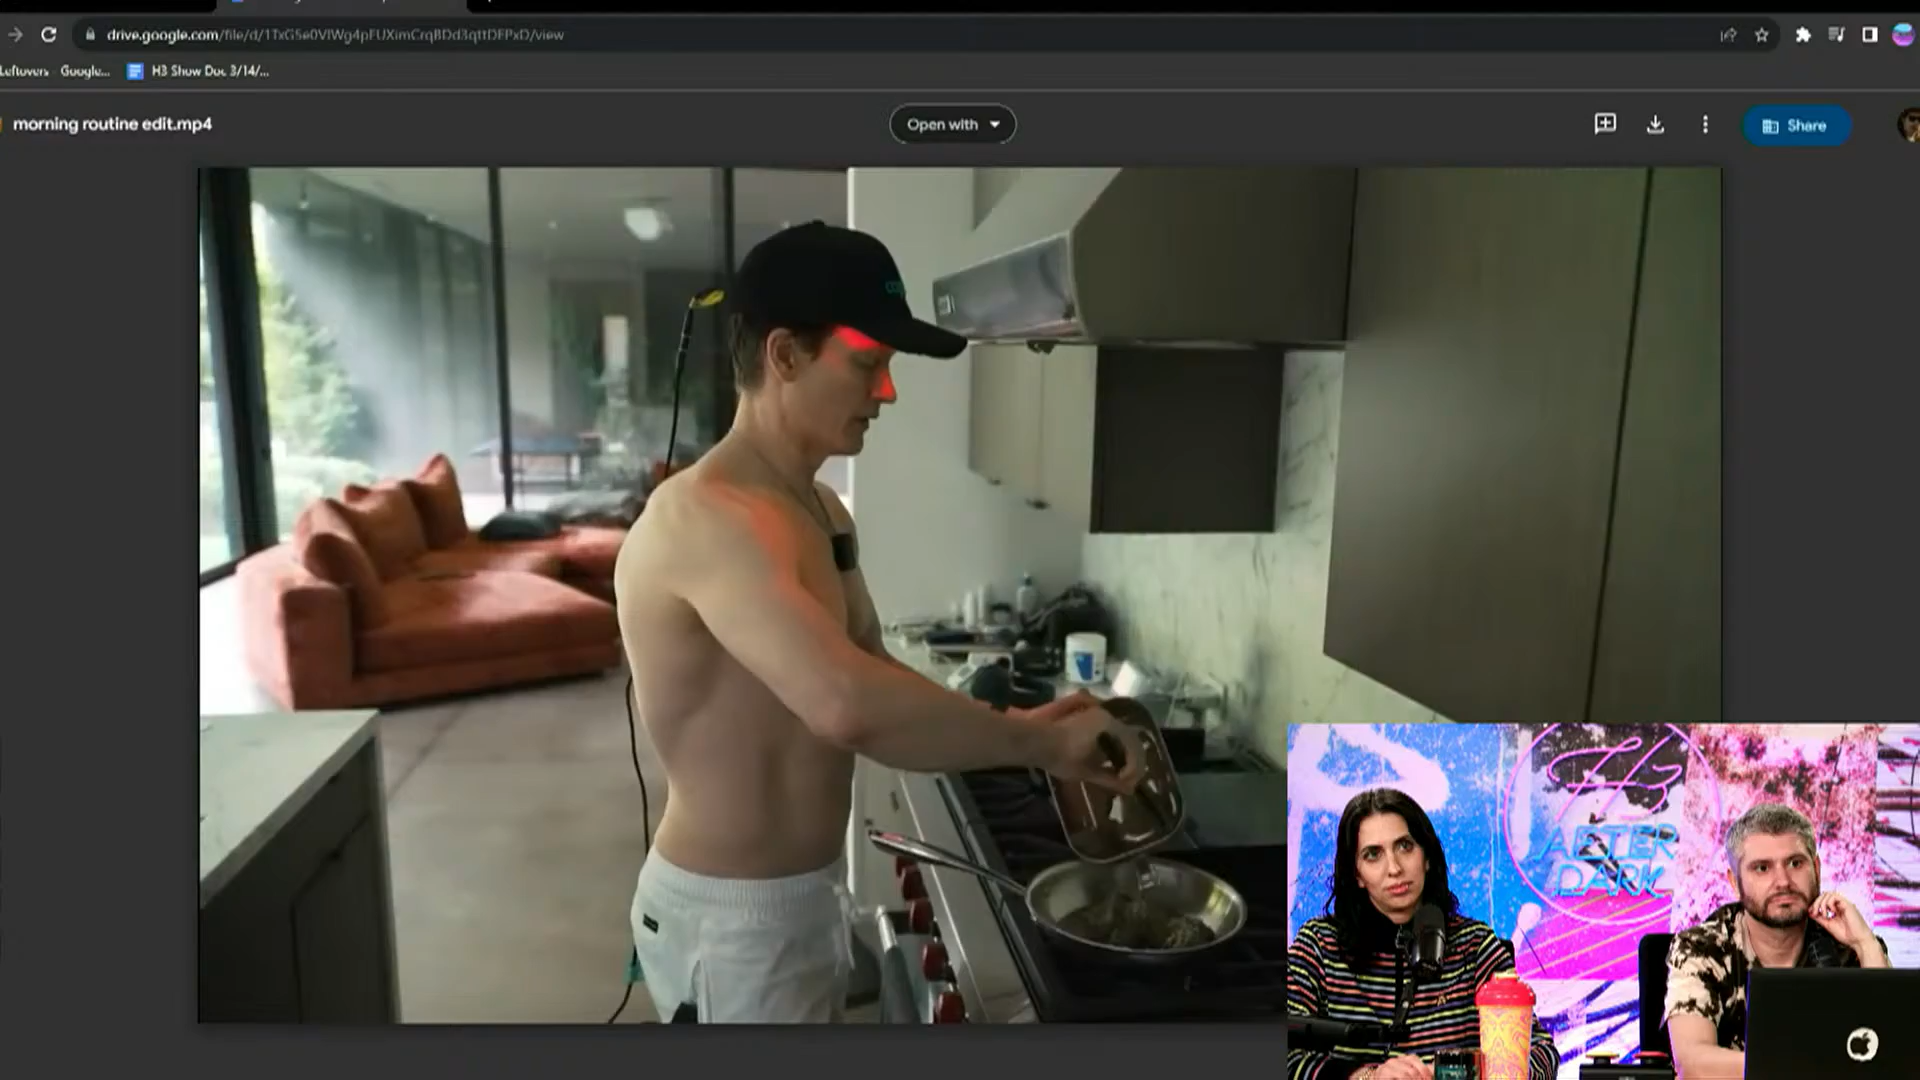 drive.google.com/file/d/1TxG5e0VIWg4pFUXimCrqBDd3qttDFPxD/view
Leftovers Google... H3 Show Doc 3/14/...
morning routine edit.mp4
Open with
Share
H3
AFTER
DARK